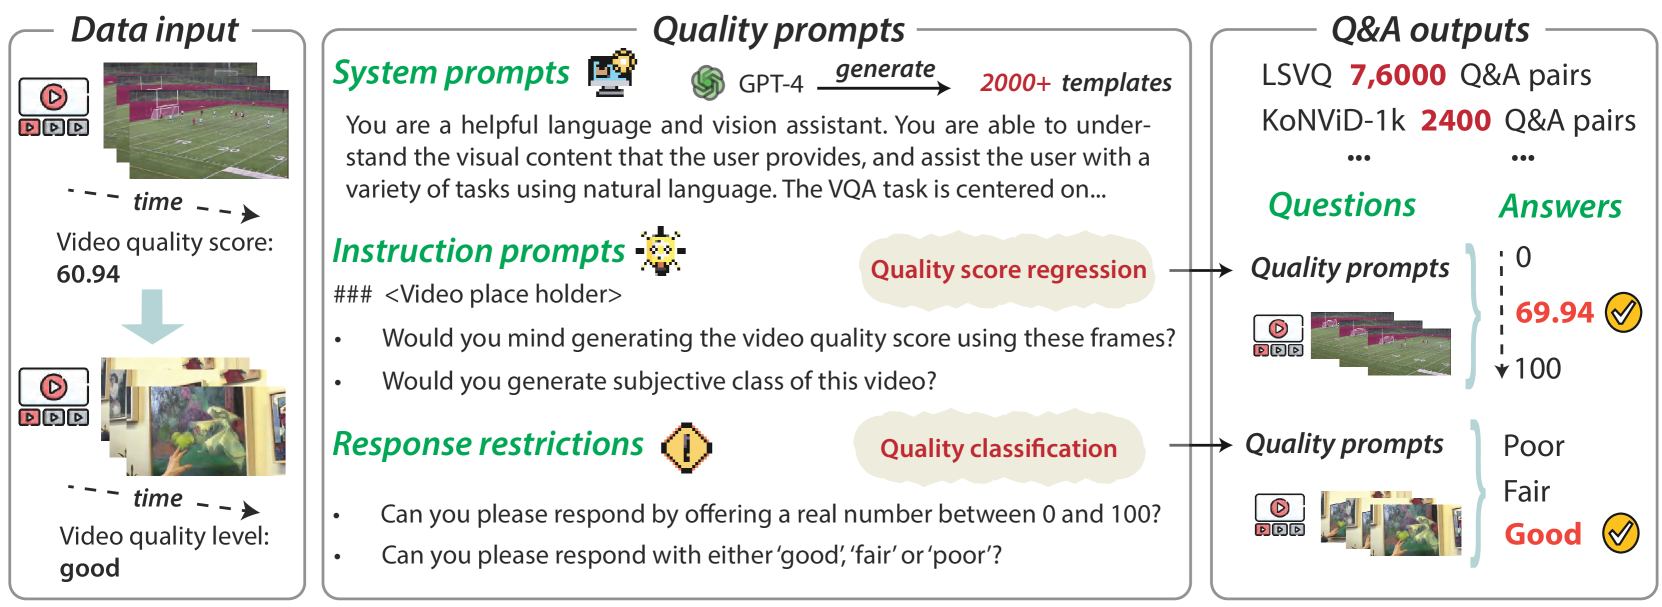 Data input
time
Video quality score:
60.94
time
Video quality level:
good
Quality prompts
System prompts
GPT-4 generate 2000+ templates
You are a helpful language and vision assistant. You are able to under-
stand the visual content that the user provides, and assist the user with a
variety of tasks using natural language. The VQA task is centered on...
Instruction prompts
### <Video place holder>
Quality score regression
• Would you mind generating the video quality score using these frames?
• Would you generate subjective class of this video?
Response restrictions
Quality classification
• Can you please respond by offering a real number between 0 and 100?
• Can you please respond with either ‘good’, ‘fair’ or ‘poor’?
Q&A outputs
LSVQ 7,6000 Q&A pairs
KoNViD-1k 2400 Q&A pairs
... ...
Questions Answers
Quality prompts
0
69.94
100
Quality prompts
Poor
Fair
Good